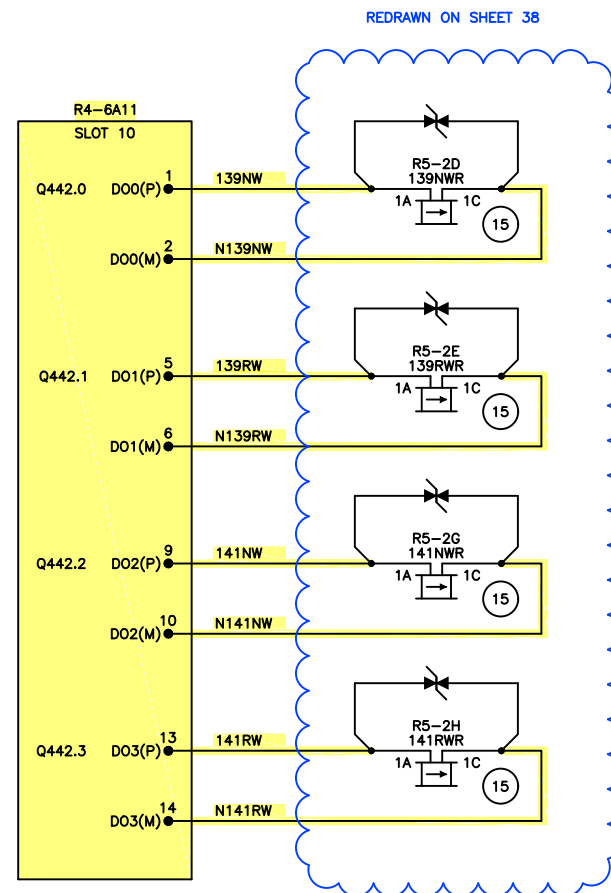 REDRAWN ON SHEET 38
R4-6A11
SLOT 10
Q442.0 DO0(P) 1 139NW
R5-2D
139NWR
1A 1C
15
DO0(M) 2 N139NW
Q442.1 DO1(P) 5 139RW
R5-2E
139RWR
1A 1C
15
DO1(M) 6 N139RW
Q442.2 DO2(P) 9 141NW
R5-2G
141NWR
1A 1C
15
DO2(M) 10 N141NW
Q442.3 DO3(P) 13 141RW
R5-2H
141RWR
1A 1C
15
DO3(M) 14 N141RW